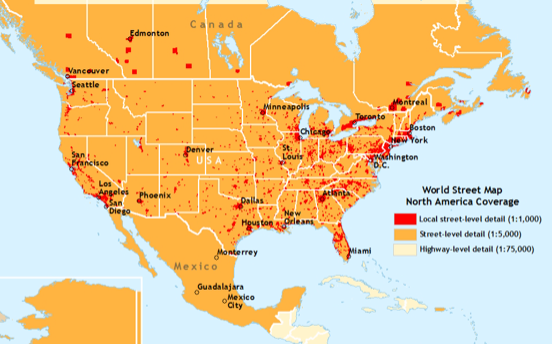 Canada
Edmonton
Vancouver
Seattle
Minneapolis
Montreal
Toronto
Boston
Chicago
New York
San
Francisco
Denver
USA
St.
Louis
Washington
D.C.
Los
Angeles
Phoenix
San
Diego
Dallas
Atlanta
Houston
New
Orleans
Miami
Monterrey
Mexico
Guadalajara
Mexico
City
World Street Map
North America Coverage
Local street-level detail (1:1,000)
Street-level detail (1:5,000)
Highway-level detail (1:75,000)